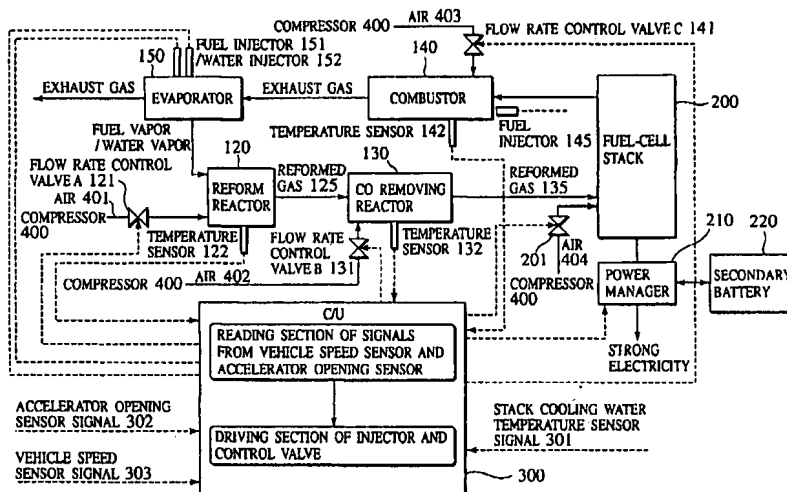 COMPRESSOR 400
AIR 403
FLOW RATE CONTROL VALVE C 141
FUEL INJECTOR 151
/WATER INJECTOR 152
150
140
200
EXHAUST GAS
EVAPORATOR
EXHAUST GAS
COMBUSTOR
FUEL VAPOR
/WATER VAPOR
TEMPERATURE
SENSOR 142
FUEL
INJECTOR 145
FUEL-CELL
STACK
FLOW RATE CONTROL
VALVE A 121
AIR 401
COMPRESSOR
400
120
REFORM
REACTOR
REFORMED
GAS 125
130
CO REMOVING
REACTOR
REFORMED
GAS 135
TEMPERATURE
SENSOR 122
FLOW RATE
CONTROL
VALVE B 131
TEMPERATURE
SENSOR 132
201
AIR
404
COMPRESSOR
400
210
220
COMPRESSOR 400
AIR 402
POWER
MANAGER
SECONDARY
BATTERY
C/U
READING SECTION OF SIGNALS
FROM VEHICLE SPEED SENSOR AND
ACCELERATOR OPENING SENSOR
STRONG
ELECTRICITY
ACCELERATOR OPENING
SENSOR SIGNAL 302
DRIVING SECTION OF INJECTOR AND
CONTROL VALVE
STACK COOLING WATER
TEMPERATURE SENSOR
SIGNAL 301
VEHICLE SPEED
SENSOR SIGNAL 303
300